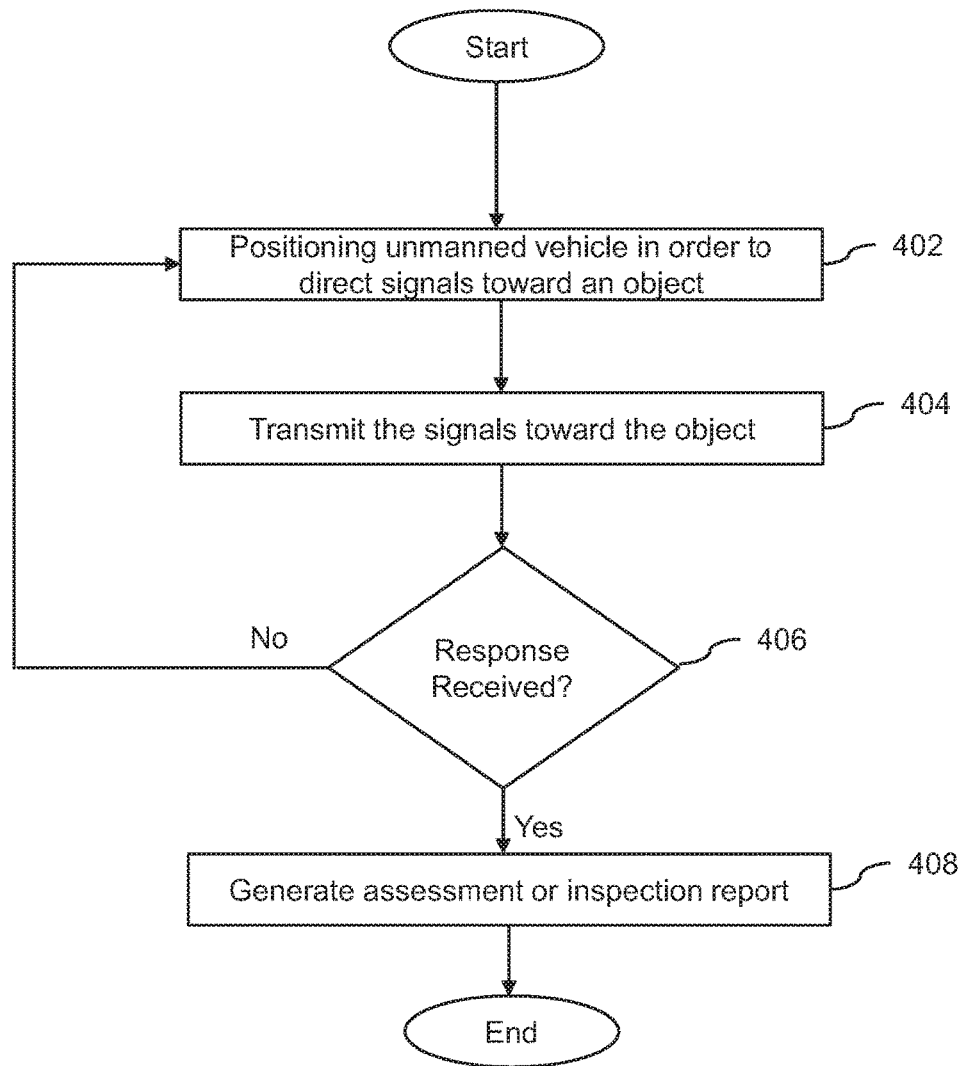 Start
Positioning unmanned vehicle in order to
direct signals toward an object
402
Transmit the signals toward the object
404
No
Response
Received?
406
Yes
Generate assessment or inspection report
408
End